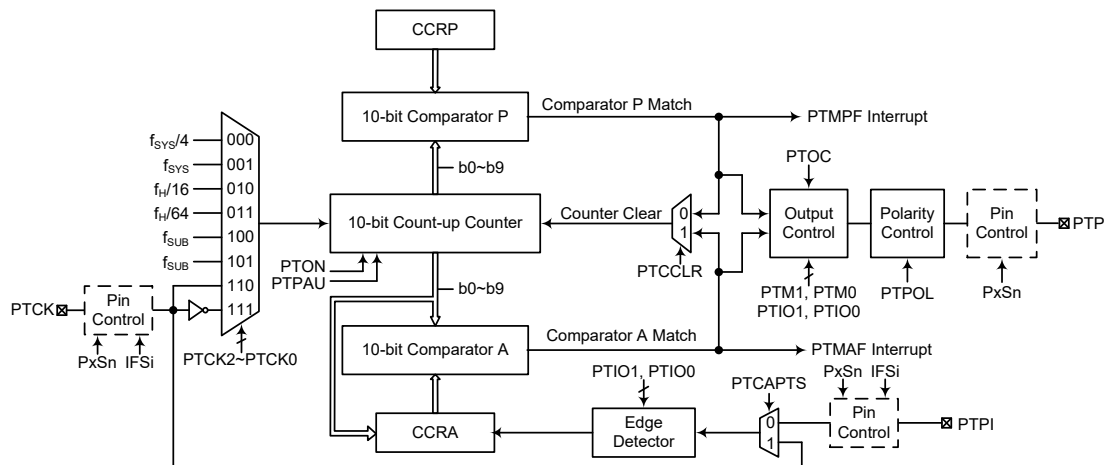 CCRP
10-bit Comparator P
Comparator P Match
PTMPF Interrupt
b0~b9
fSYS/4
000
fSYS
001
fH/16
010
fH/64
011
fSUB
100
fSUB
101
110
111
10-bit Count-up Counter
Counter Clear
0
1
PTCCLR
PTOC
Output
Control
Polarity
Control
Pin
Control
PTP
PTM1, PTM0
PTIO1, PTIO0
PTPOL
PxSn
PTON
PTPAU
b0~b9
PTCK
Pin
Control
PxSn
IFSi
PTCK2~PTCK0
10-bit Comparator A
Comparator A Match
PTMAF Interrupt
PTIO1, PTIO0
PTCAPTS
PxSn
IFSi
CCRA
Edge
Detector
0
1
Pin
Control
PTPI